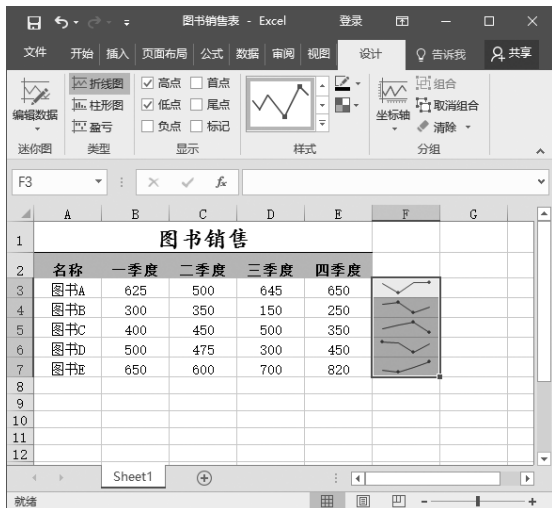 图书销售表 - Excel 登录
文件 开始 插入 页面布局 公式 数据 审阅 视图 设计 告诉我 共享
编辑数据 折线图 柱形图 盈亏 高点 首点 低点 尾点 负点 标记 坐标轴 组合 取消组合 清除
迷你图 类型 显示 样式 分组
F3 fx
A B C D E F G
1 图书销售
2 名称 一季度 二季度 三季度 四季度
3 图书A 625 500 645 650
4 图书B 300 350 150 250
5 图书C 400 450 500 350
6 图书D 500 475 300 450
7 图书E 650 600 700 820
8
9
10
11
12
Sheet1
就绪